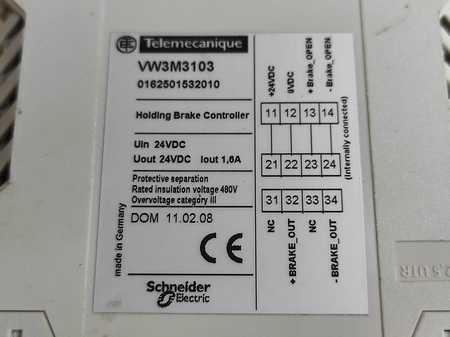 Telemecanique
VW3M3103
0162501532010
Holding Brake Controller
Uin 24VDC
Uout 24VDC Iout 1,6A
Protective separation
Rated insulation voltage 480V
Overvoltage category III
DOM 11.02.08
made in Germany
CE
Schneider
Electric
+24VDC
0VDC
+ Brake_OPEN
- Brake_OPEN
11 12 13 14
(internally connected)
21 22 23 24
31 32 33 34
NC
+ BRAKE_OUT
NC
- BRAKE_OUT